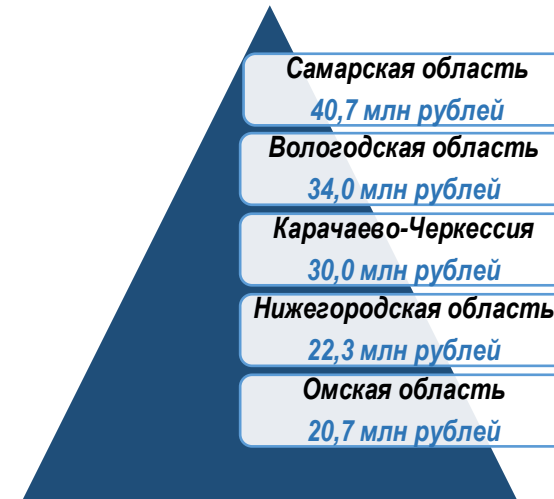 Самарская область
40,7 млн рублей
Вологодская область
34,0 млн рублей
Карачаево-Черкессия
30,0 млн рублей
Нижегородская область
22,3 млн рублей
Омская область
20,7 млн рублей